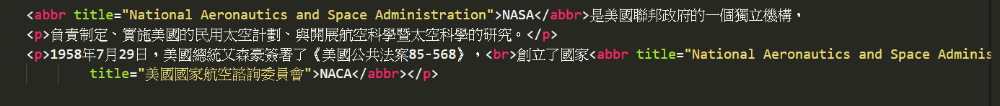 <abbr title="National Aeronautics and Space Administration">NASA</abbr>是美國聯邦政府的一個獨立機構，
<p>負責制定、實施美國的民用太空計劃、與開展航空科學暨太空科學的研究。</p>
<p>1958年7月29日，美國總統艾森豪簽署了《美國公共法案85-568》，<br>創立了國家<abbr title="National Aeronautics and Space Adminis
title="美國國家航空諮詢委員會">NACA</abbr></p>